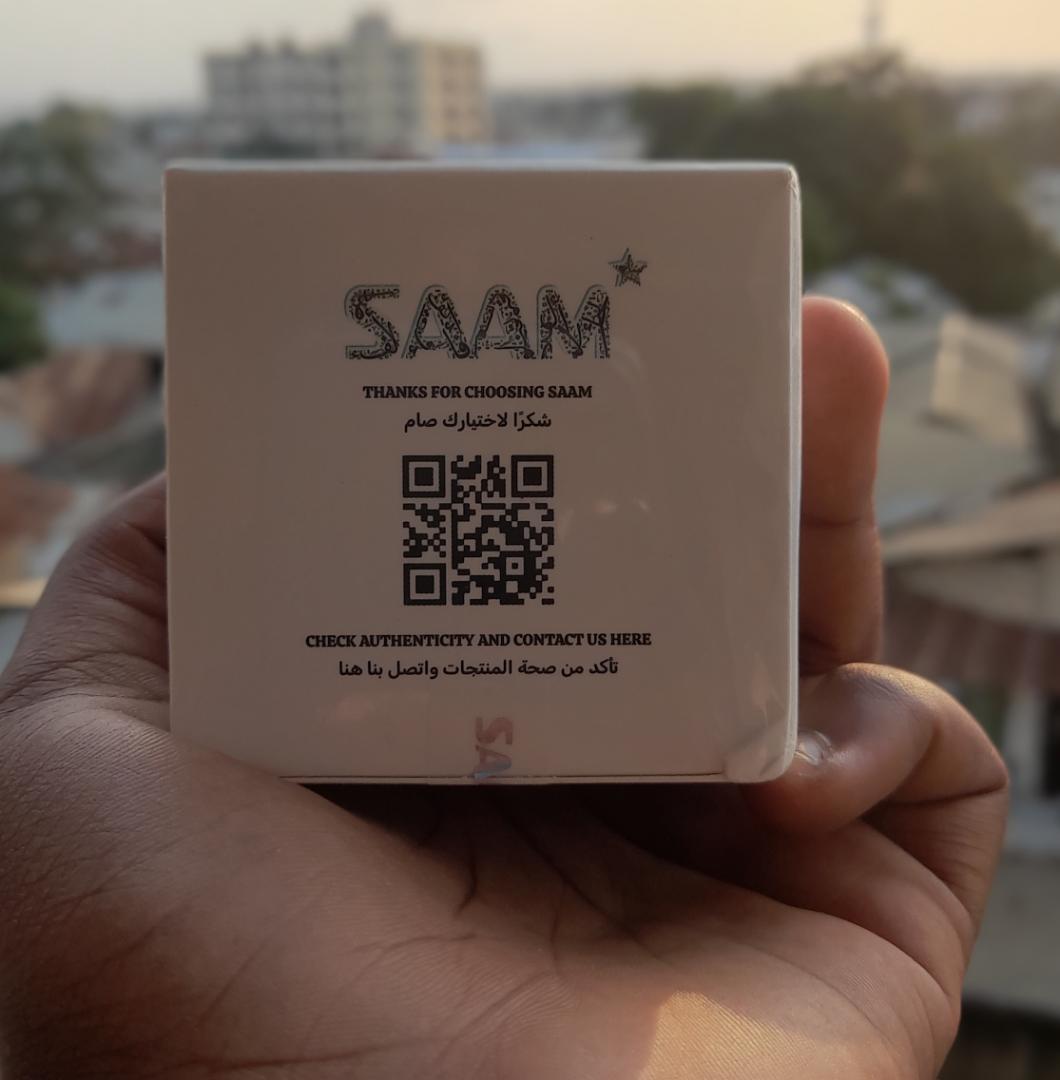 SAAM
THANKS FOR CHOOSING SAAM
شكرًا لاختيارك صام
CHECK AUTHENTICITY AND CONTACT US HERE
تأكد من صحة المنتجات واتصل بنا هنا
SA